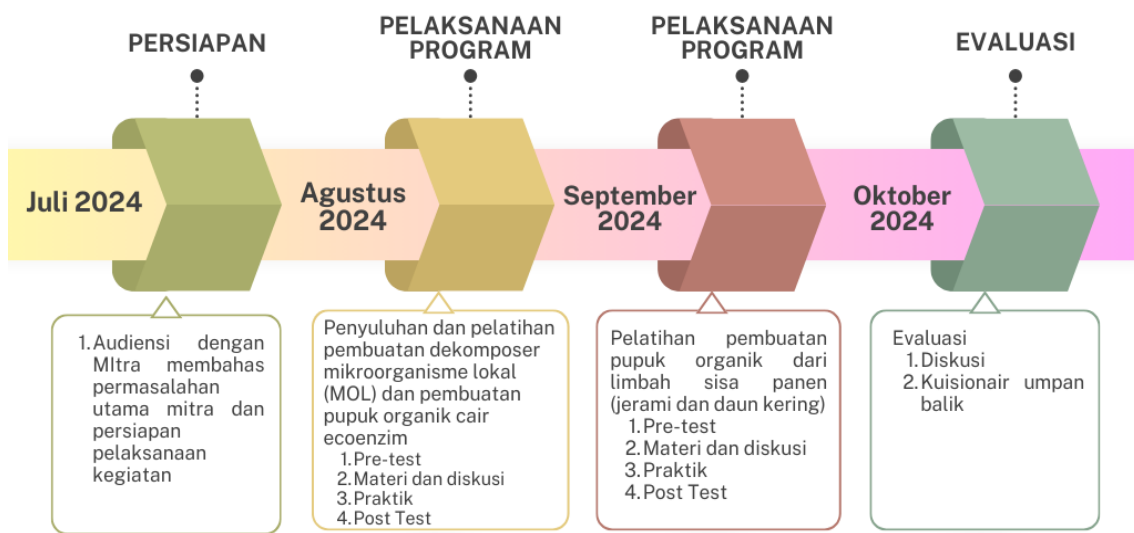 PERSIAPAN
PELAKSANAAN
PROGRAM
PELAKSANAAN
PROGRAM
EVALUASI
Juli 2024
Agustus
2024
September
2024
Oktober
2024
1. Audiensi dengan
MItra membahas
permasalahan
utama mitra dan
persiapan
pelaksanaan
kegiatan
Penyuluhan dan pelatihan
pembuatan dekomposer
mikroorganisme lokal
(MOL) dan pembuatan
pupuk organik cair
ecoenzim
1. Pre-test
2. Materi dan diskusi
3. Praktik
4. Post Test
Pelatihan pembuatan
pupuk organik dari
limbah sisa panen
(jerami dan daun kering)
1. Pre-test
2. Materi dan diskusi
3. Praktik
4. Post Test
Evaluasi
1. Diskusi
2. Kuisionair umpan
balik